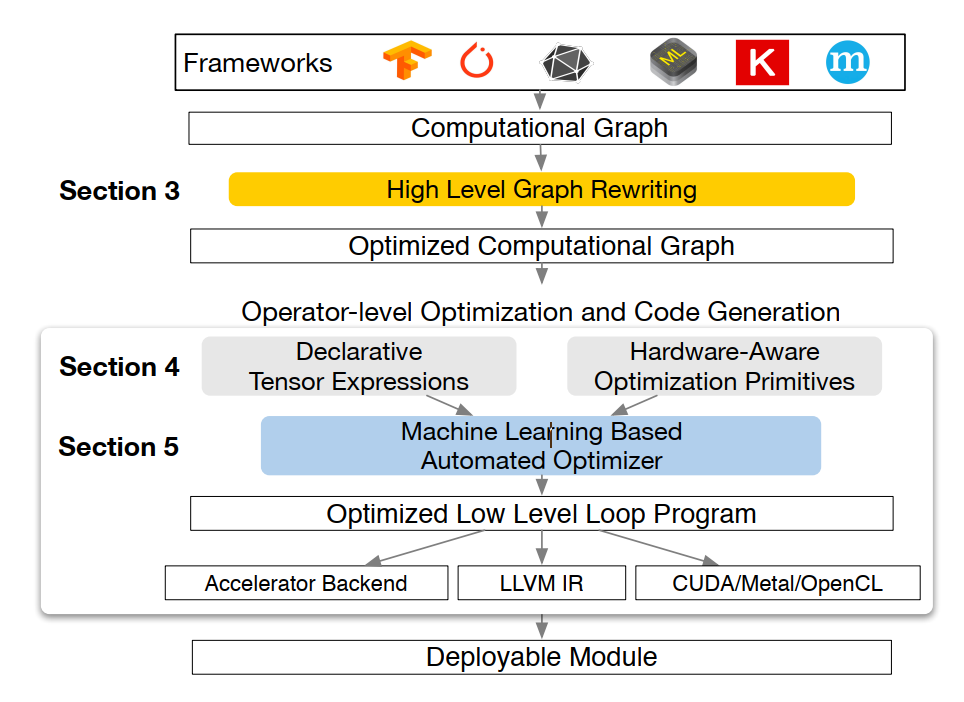 Frameworks
ML
K
m
Computational Graph
Section 3
High Level Graph Rewriting
Optimized Computational Graph
Operator-level Optimization and Code Generation
Section 4
Declarative
Tensor Expressions
Hardware-Aware
Optimization Primitives
Section 5
Machine Learning Based
Automated Optimizer
Optimized Low Level Loop Program
Accelerator Backend
LLVM IR
CUDA/Metal/OpenCL
Deployable Module